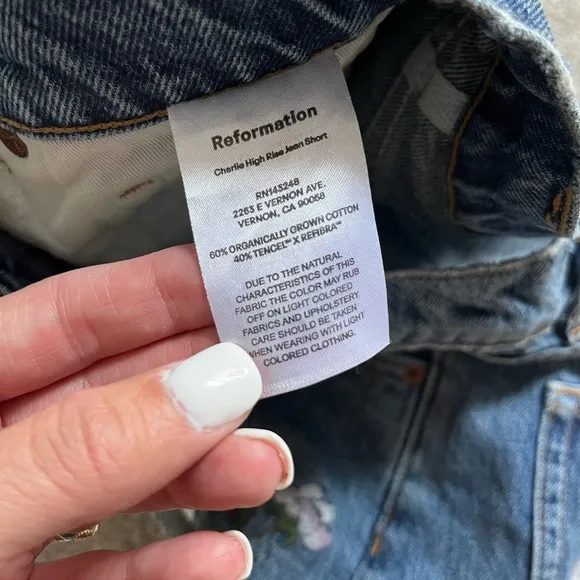 Reformation
Charlie High Rise Jean Short
RN143248
2263 E VERNON AVE.
VERNON, CA 90058
60% ORGANICALLY GROWN COTTON
40% TENCEL™ X REFIBRA™
DUE TO THE NATURAL
CHARACTERISTICS OF THIS
FABRIC THE COLOR MAY RUB
OFF ON LIGHT COLORED
FABRICS AND UPHOLSTERY.
CARE SHOULD BE TAKEN
WHEN WEARING WITH LIGHT
COLORED CLOTHING.